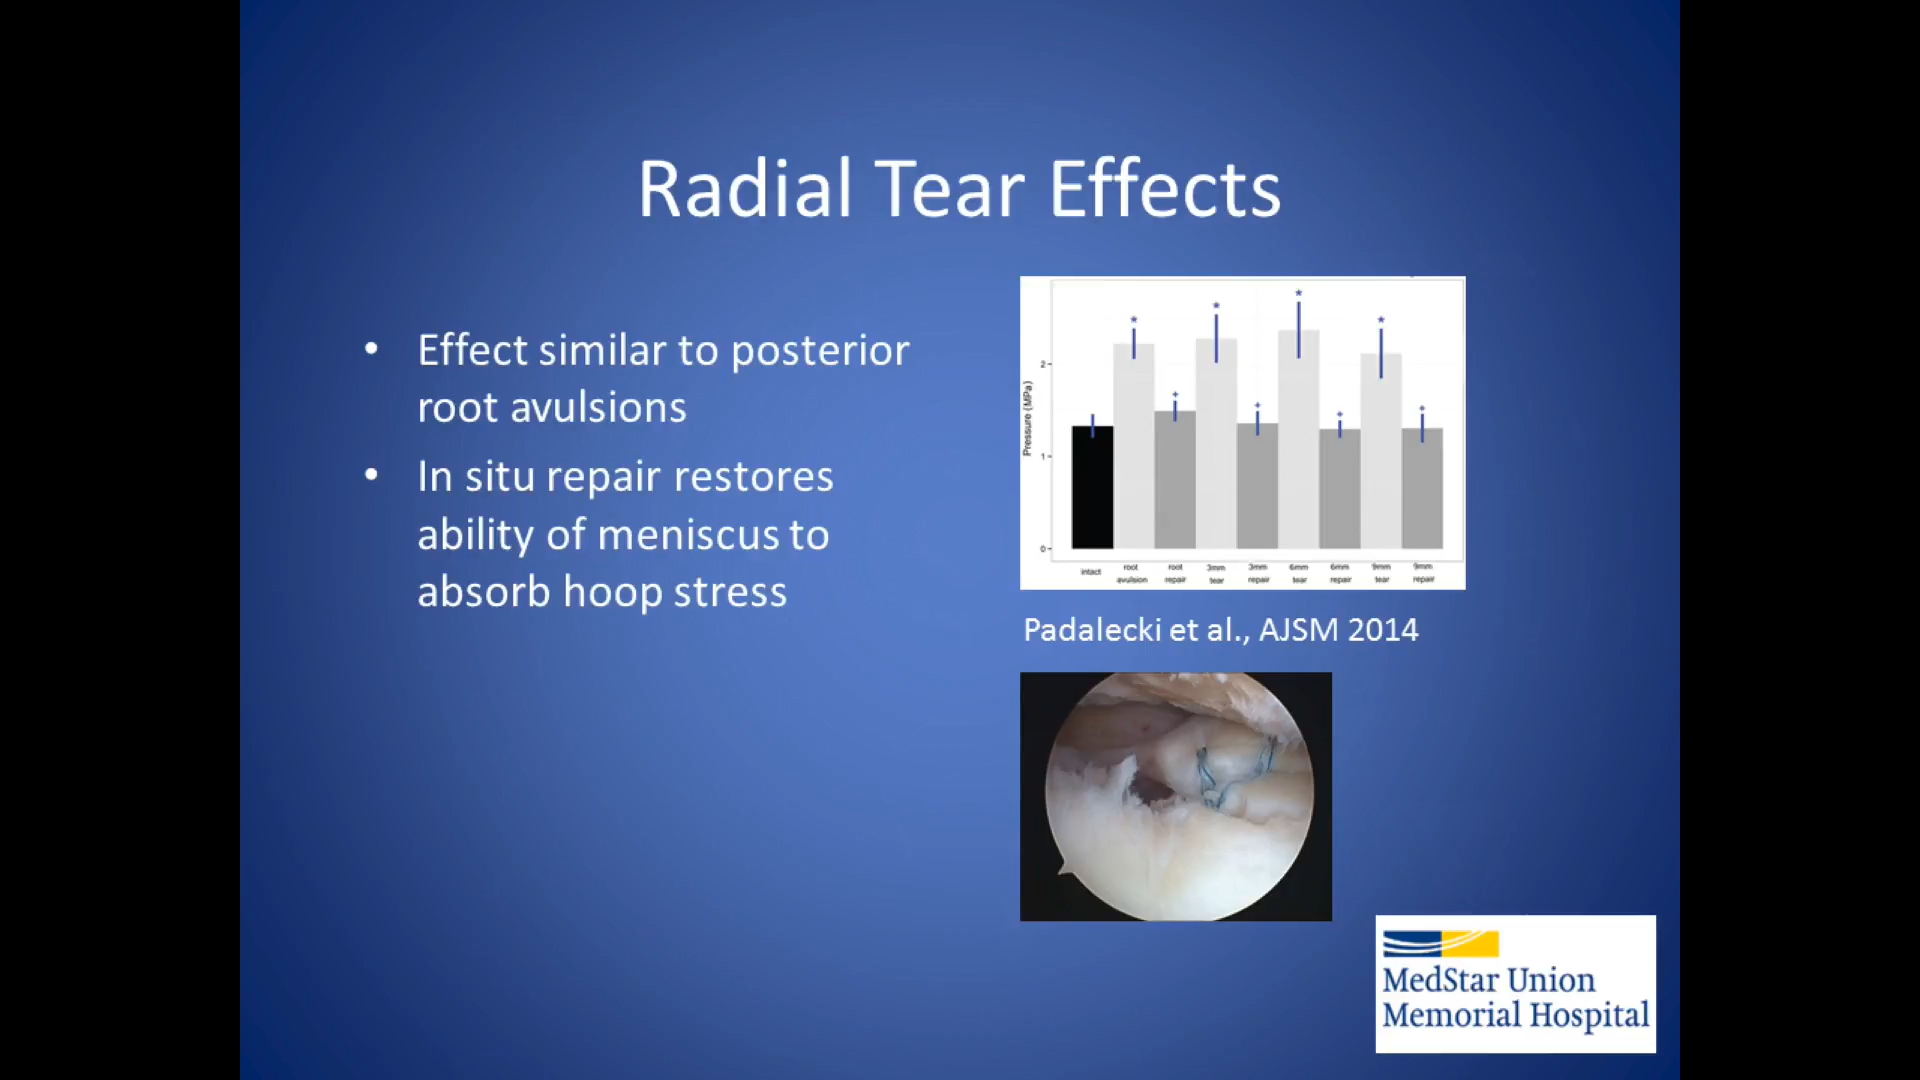 Radial Tear Effects
• Effect similar to posterior
root avulsions
• In situ repair restores
ability of meniscus to
absorb hoop stress
Pressure (MPa)
2
1
0
* * * *
+ + + +
intact
root avulsion
root repair
3mm tear
3mm repair
6mm tear
6mm repair
9mm tear
9mm repair
Padalecki et al., AJSM 2014
MedStar Union
Memorial Hospital